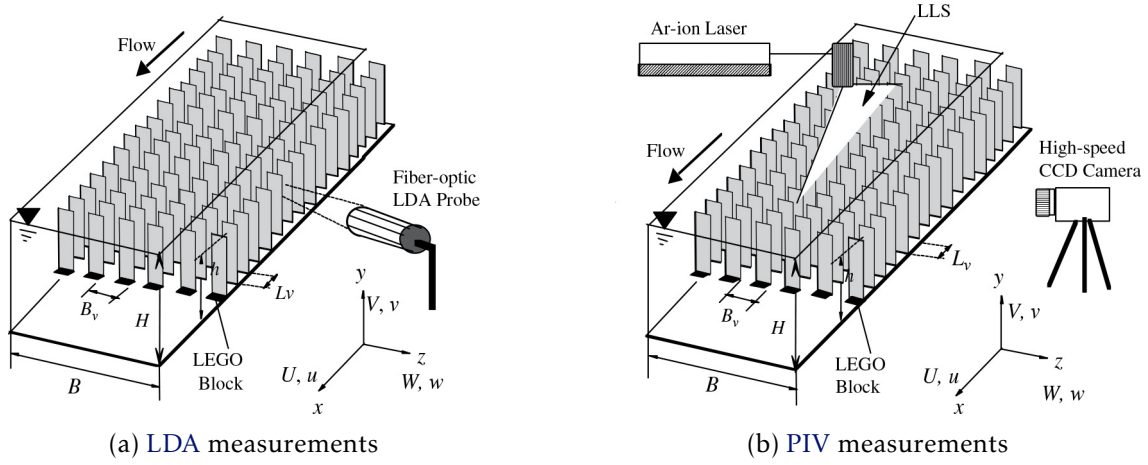 Flow
Fiber-optic
LDA Probe
h
L_v
B_v
H
y
V, v
z
W, w
U, u
x
LEGO
Block
B
(a) LDA measurements
Ar-ion Laser
LLS
Flow
High-speed
CCD Camera
h
L_v
B_v
H
y
V, v
z
W, w
U, u
x
LEGO
Block
B
(b) PIV measurements